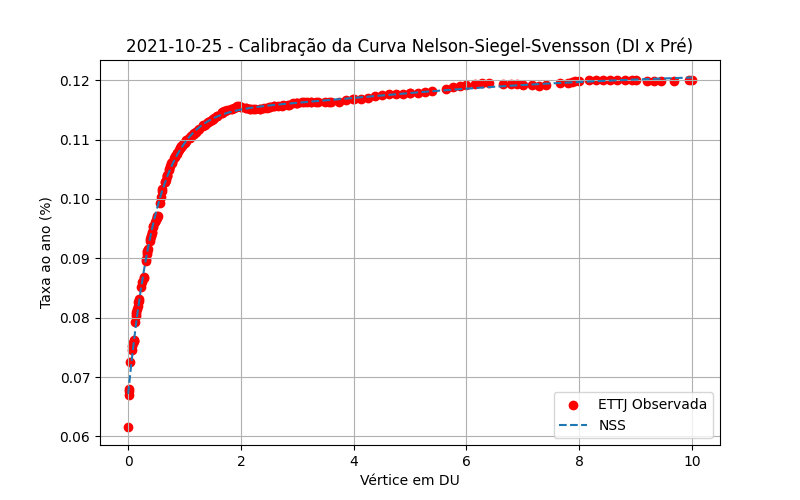 2021-10-25 - Calibração da Curva Nelson-Siegel-Svensson (DI x Pré)
0.12
0.11
0.10
0.09
0.08
0.07
0.06
Taxa ao ano (%)
ETTJ Observada
NSS
0 2 4 6 8 10
Vértice em DU